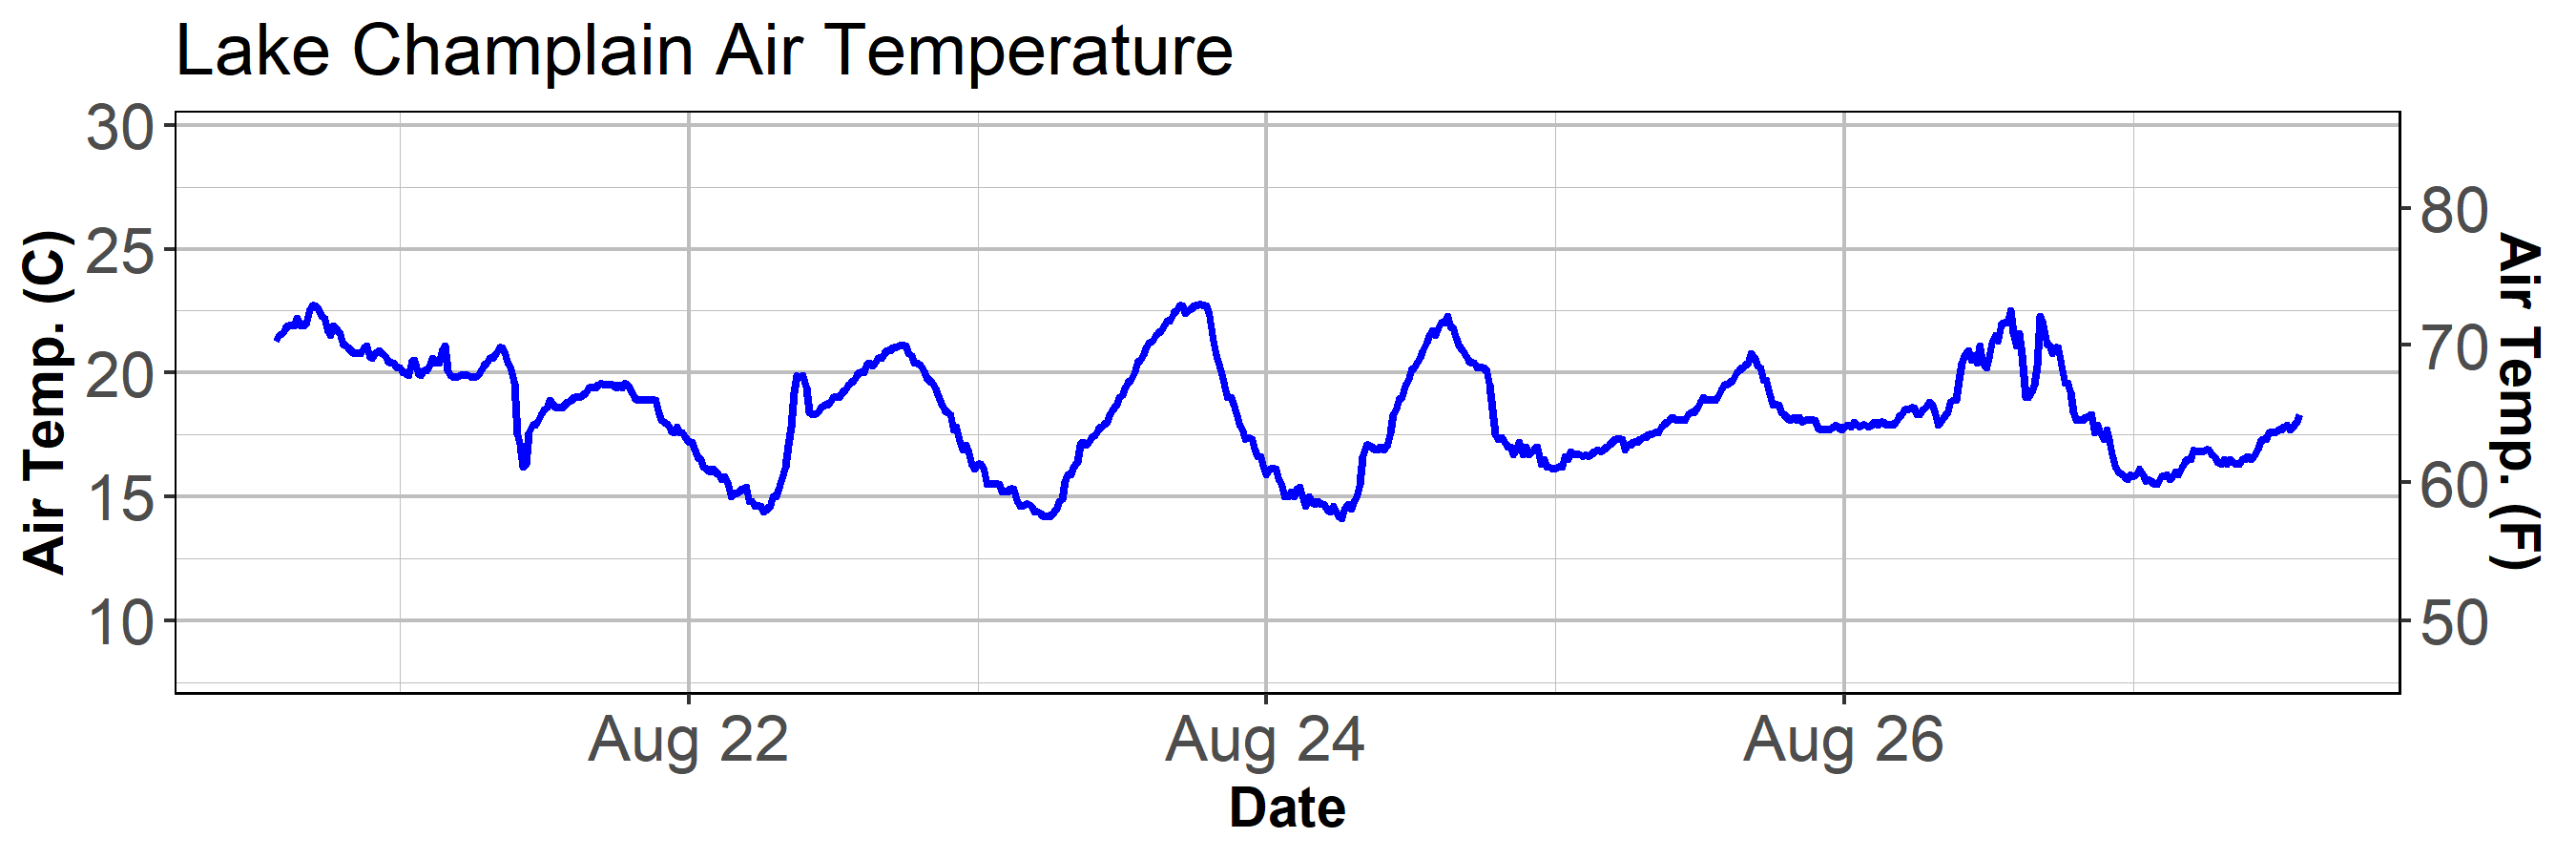 Lake Champlain Air Temperature
30
25
20
15
10
Air Temp. (C)
80
70
60
50
Air Temp. (F)
Aug 22 Aug 24 Aug 26
Date